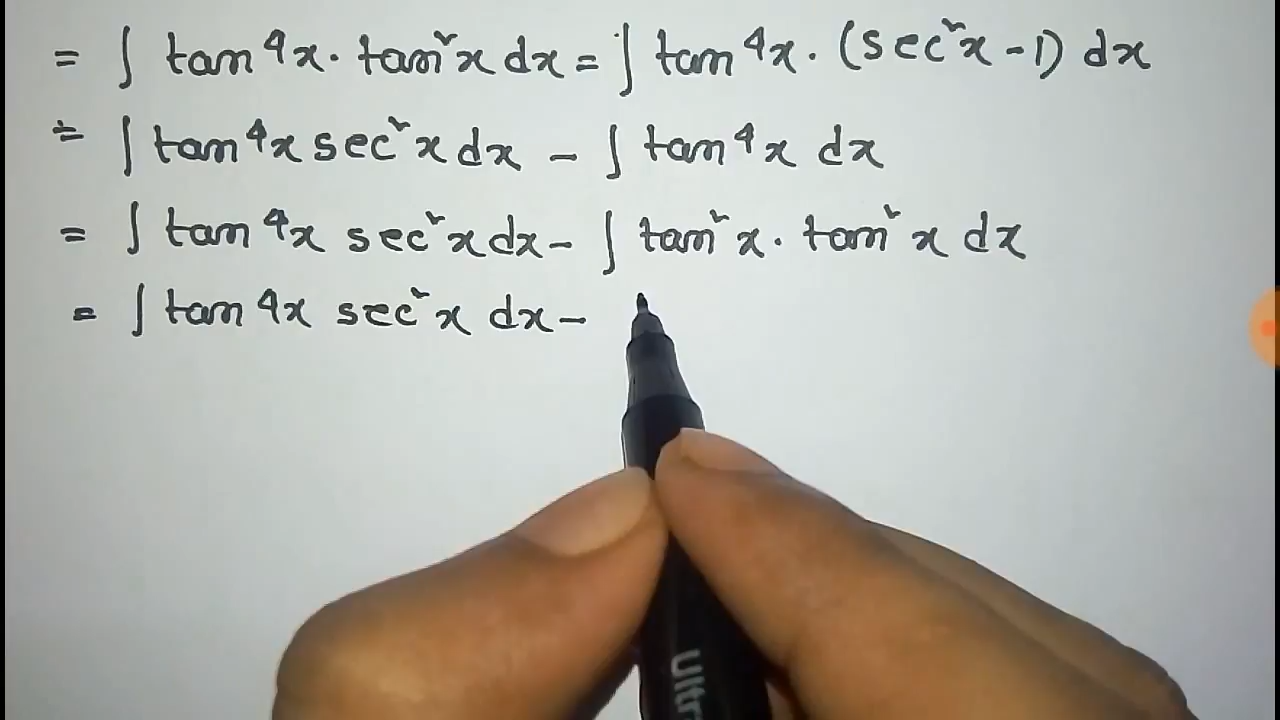 = ∫ tan⁴x · tan²x dx = ∫ tan⁴x · (sec²x - 1) dx
= ∫ tan⁴x sec²x dx - ∫ tan⁴x dx
= ∫ tan⁴x sec²x dx - ∫ tan²x · tan²x dx
= ∫ tan⁴x sec²x dx -